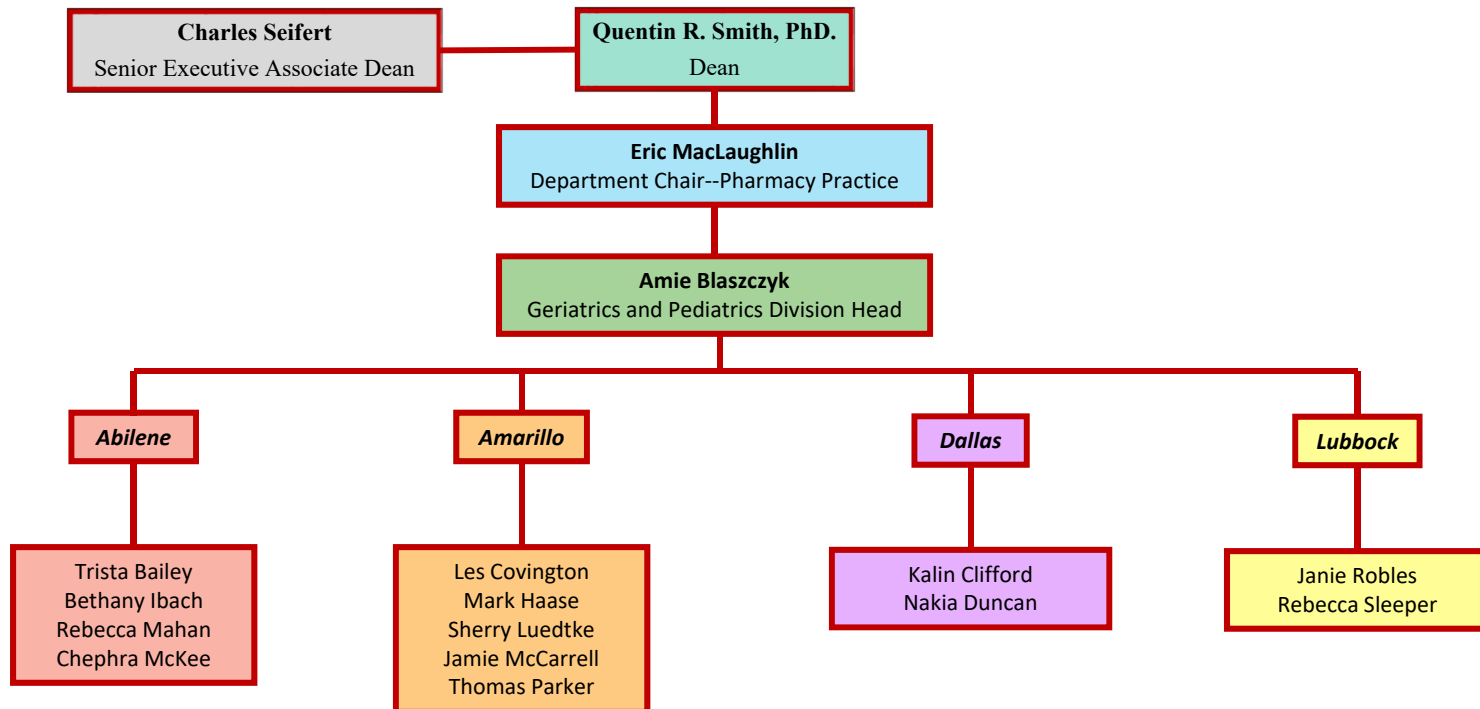 Charles Seifert
Senior Executive Associate Dean
Quentin R. Smith, PhD.
Dean
Eric MacLaughlin
Department Chair--Pharmacy Practice
Amie Blaszczyk
Geriatrics and Pediatrics Division Head
Abilene
Amarillo
Dallas
Lubbock
Trista Bailey
Bethany Ibach
Rebecca Mahan
Chephra McKee
Les Covington
Mark Haase
Sherry Luedtke
Jamie McCarrell
Thomas Parker
Kalin Clifford
Nakia Duncan
Janie Robles
Rebecca Sleeper